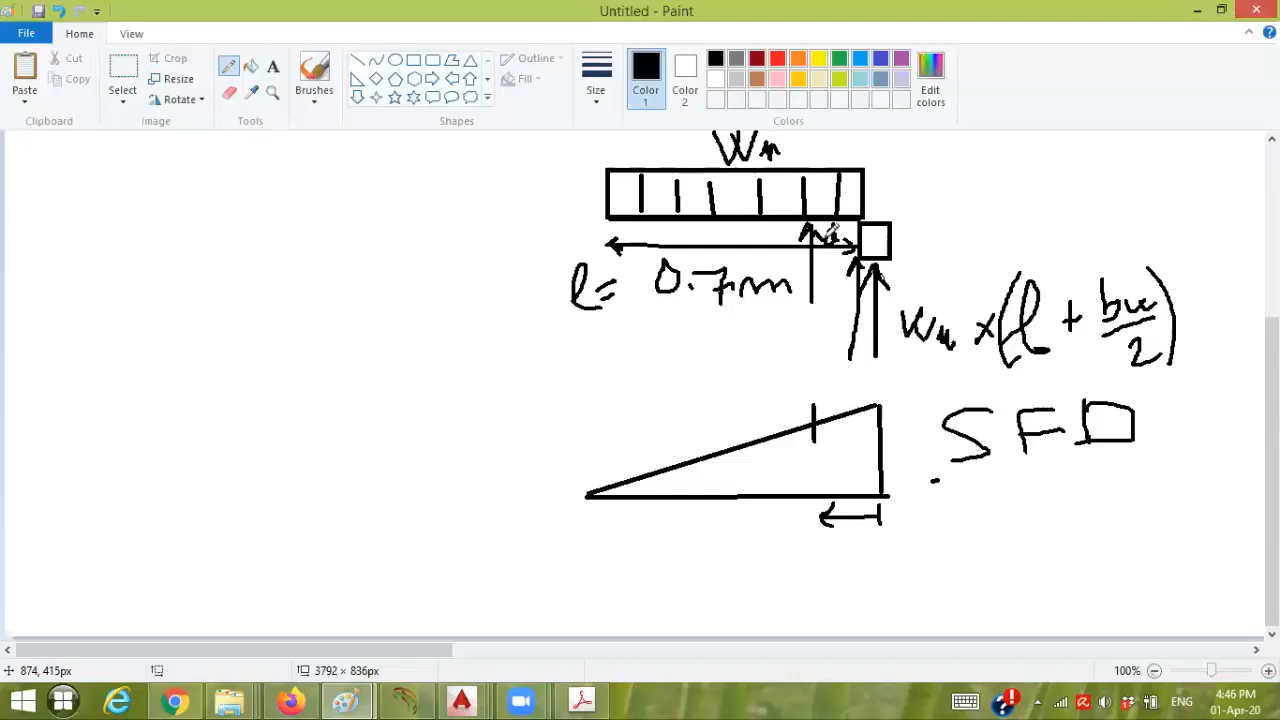 Untitled - Paint
File Home View
Paste Cut Copy Clipboard
Select Crop Resize Rotate Image
Tools
Brushes
Outline Fill Shapes
Size
Color 1 Color 2 Edit colors Colors
Wu
d
l = 0.7m
Wu × (l + bw/2)
SFD
874, 415px 3792 × 836px 100%
ENG 4:46 PM
01-Apr-20